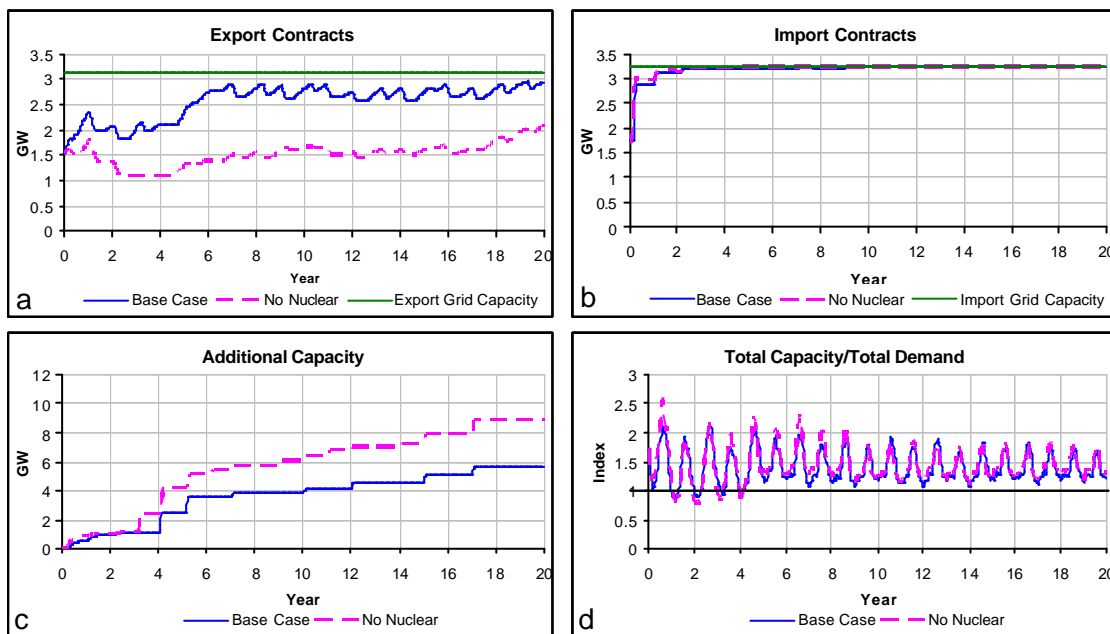 Export Contracts
3.5
3
2.5
2
1.5
1
0.5
0
GW
0 2 4 6 8 10 12 14 16 18 20
Year
Base Case No Nuclear Export Grid Capacity
a
Import Contracts
3.5
3
2.5
2
1.5
1
0.5
0
GW
0 2 4 6 8 10 12 14 16 18 20
Year
Base Case No Nuclear Import Grid Capacity
b
Additional Capacity
12
10
8
6
4
2
0
GW
0 2 4 6 8 10 12 14 16 18 20
Year
Base Case No Nuclear
c
Total Capacity/Total Demand
3
2.5
2
1.5
1
0.5
0
Index
0 2 4 6 8 10 12 14 16 18 20
Year
Base Case No Nuclear
d